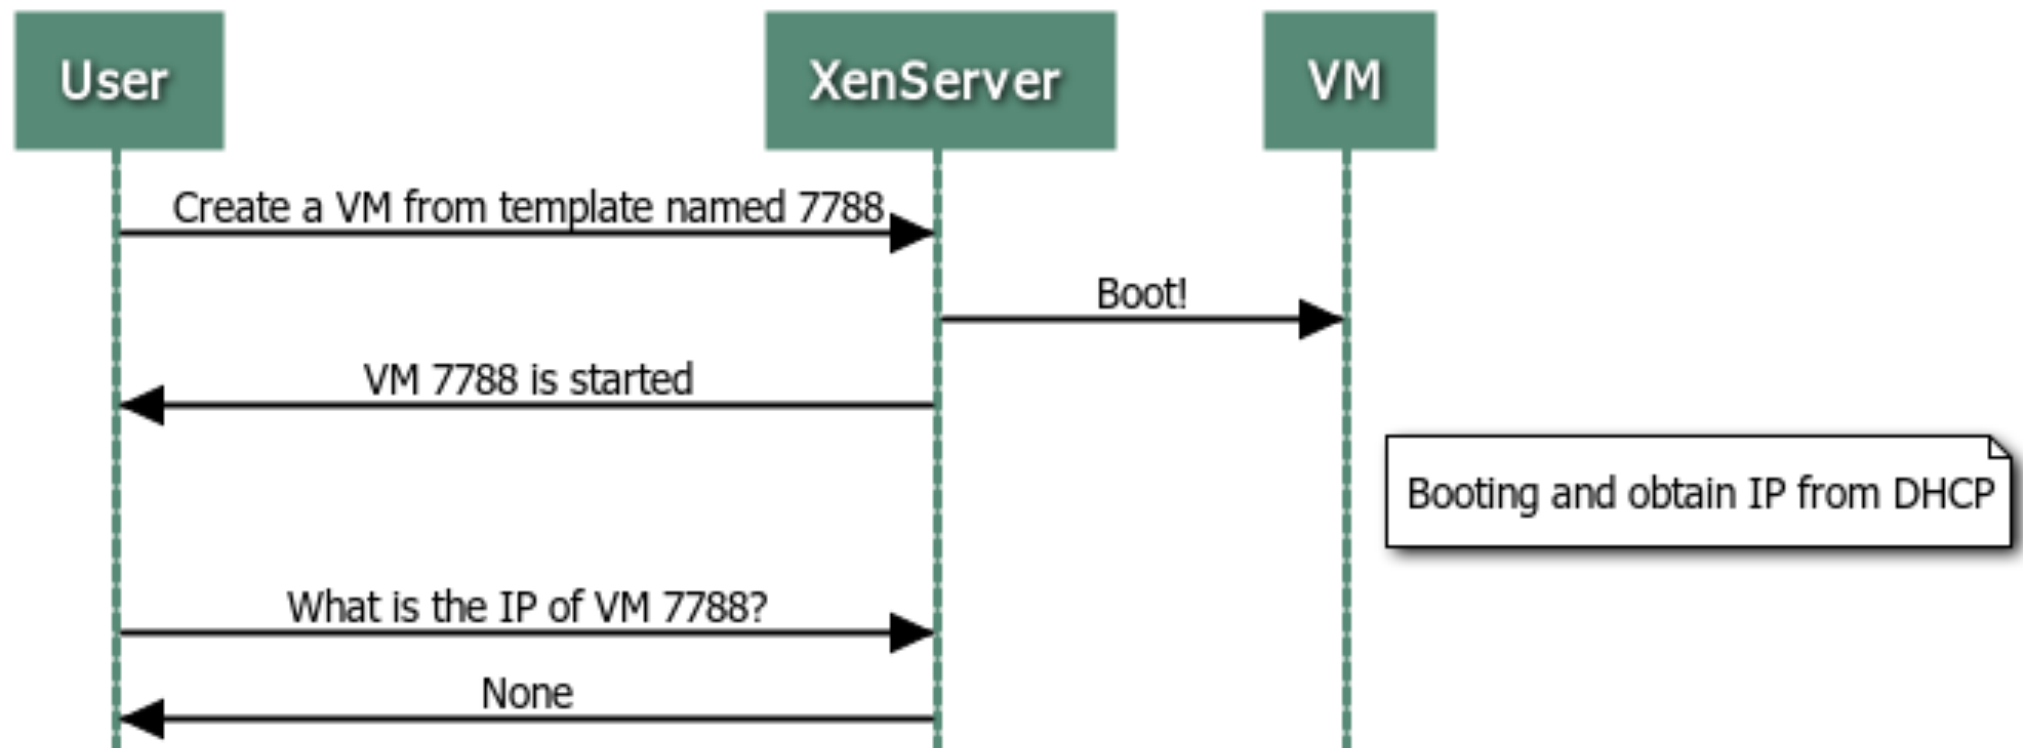 User
XenServer
VM
Create a VM from template named 7788
Boot!
VM 7788 is started
Booting and obtain IP from DHCP
What is the IP of VM 7788?
None